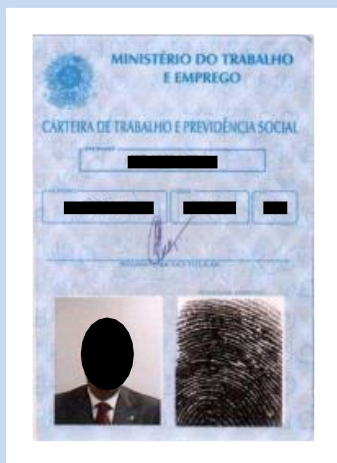 MINISTÉRIO DO TRABALHO
E EMPREGO
CARTEIRA DE TRABALHO E PREVIDÊNCIA SOCIAL